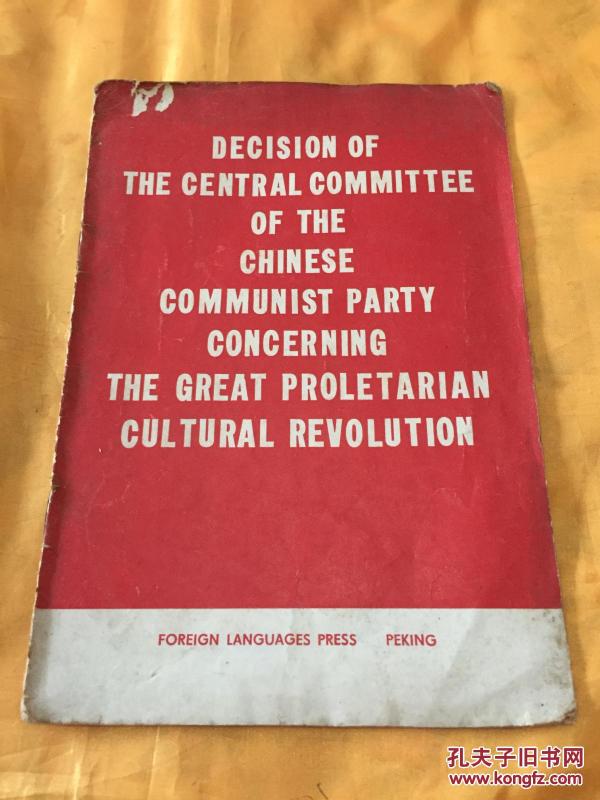 DECISION OF
THE CENTRAL COMMITTEE
OF THE
CHINESE
COMMUNIST PARTY
CONCERNING
THE GREAT PROLETARIAN
CULTURAL REVOLUTION
FOREIGN LANGUAGES PRESS PEKING
孔夫子旧书网
www.kongfz.com